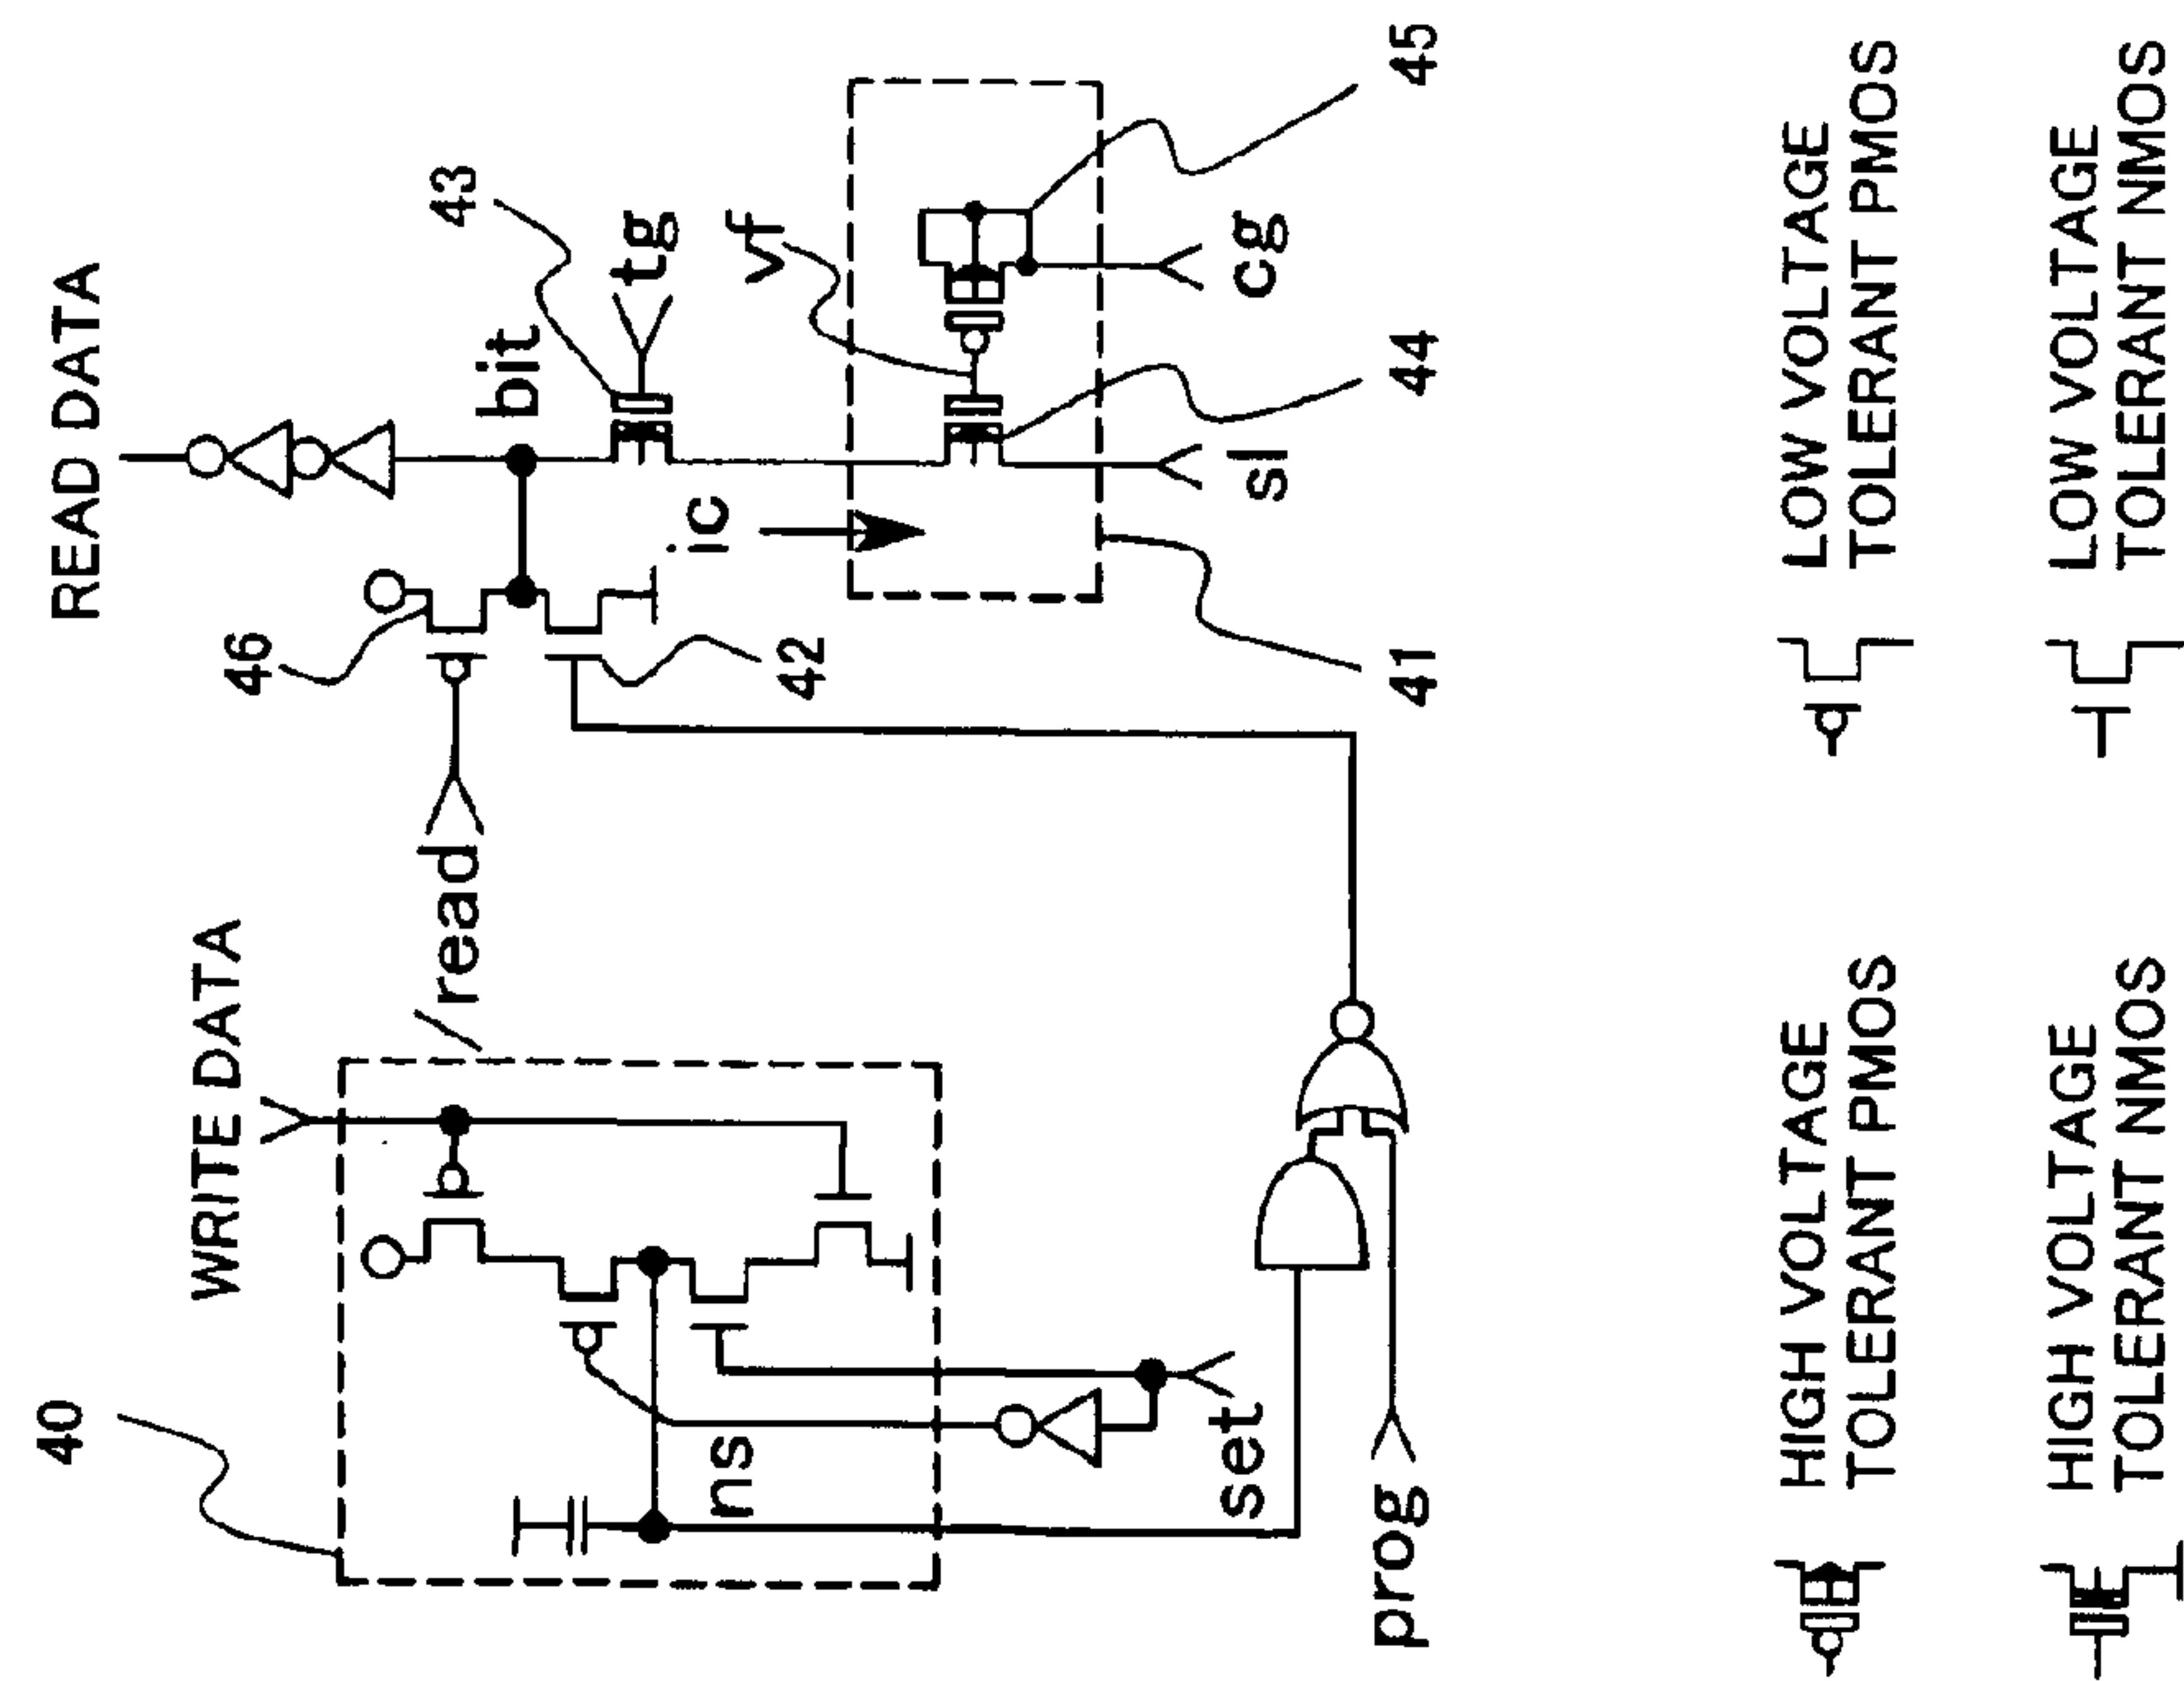 40
READ DATA
WRITE DATA
46
/read
43
bit
tg
ns
ic
vf
42
set
sl
cg
prog
41
44
45
HIGH VOLTAGE
TOLERANT PMOS
LOW VOLTAGE
TOLERANT PMOS
HIGH VOLTAGE
TOLERANT NMOS
LOW VOLTAGE
TOLERANT NMOS